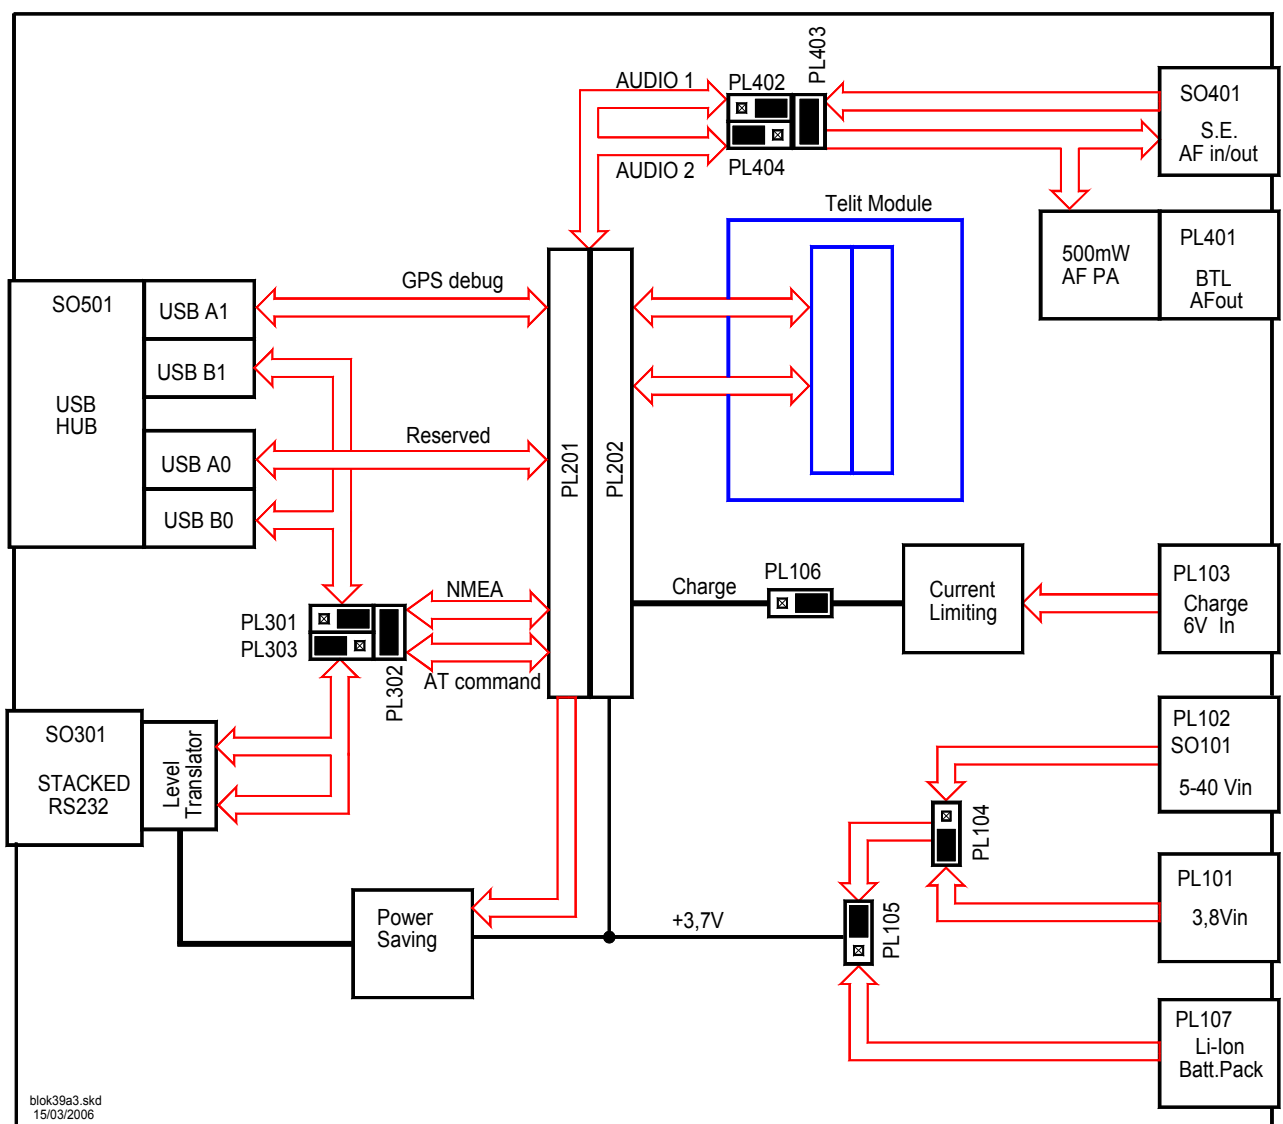 PL403
AUDIO 1
PL402
SO401
S.E.
AF in/out
AUDIO 2
PL404
Telit Module
500mW
AF PA
PL401
BTL
AFout
SO501
USB
HUB
USB A1
GPS debug
USB B1
Reserved
USB A0
USB B0
PL201
PL202
PL106
Charge
Current
Limiting
PL103
Charge
6V In
NMEA
PL301
PL303
PL302
AT command
SO301
STACKED
RS232
Level
Translator
PL102
SO101
5-40 Vin
PL104
PL101
3,8Vin
Power
Saving
+3,7V
PL105
PL107
Li-Ion
Batt.Pack
blok39a3.skd
15/03/2006